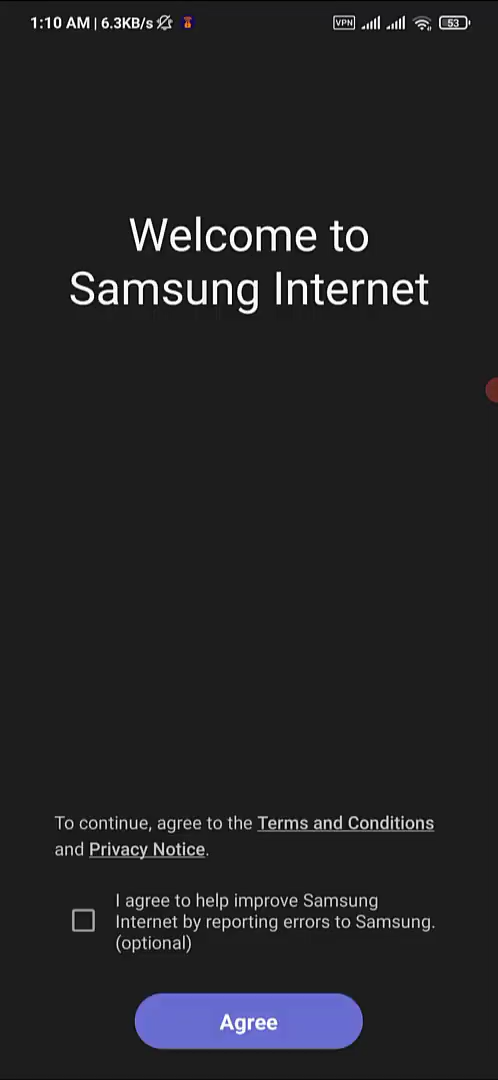 1:10 AM | 6.3KB/s VPN 53
Welcome to
Samsung Internet
To continue, agree to the Terms and Conditions
and Privacy Notice.
I agree to help improve Samsung
Internet by reporting errors to Samsung.
(optional)
Agree